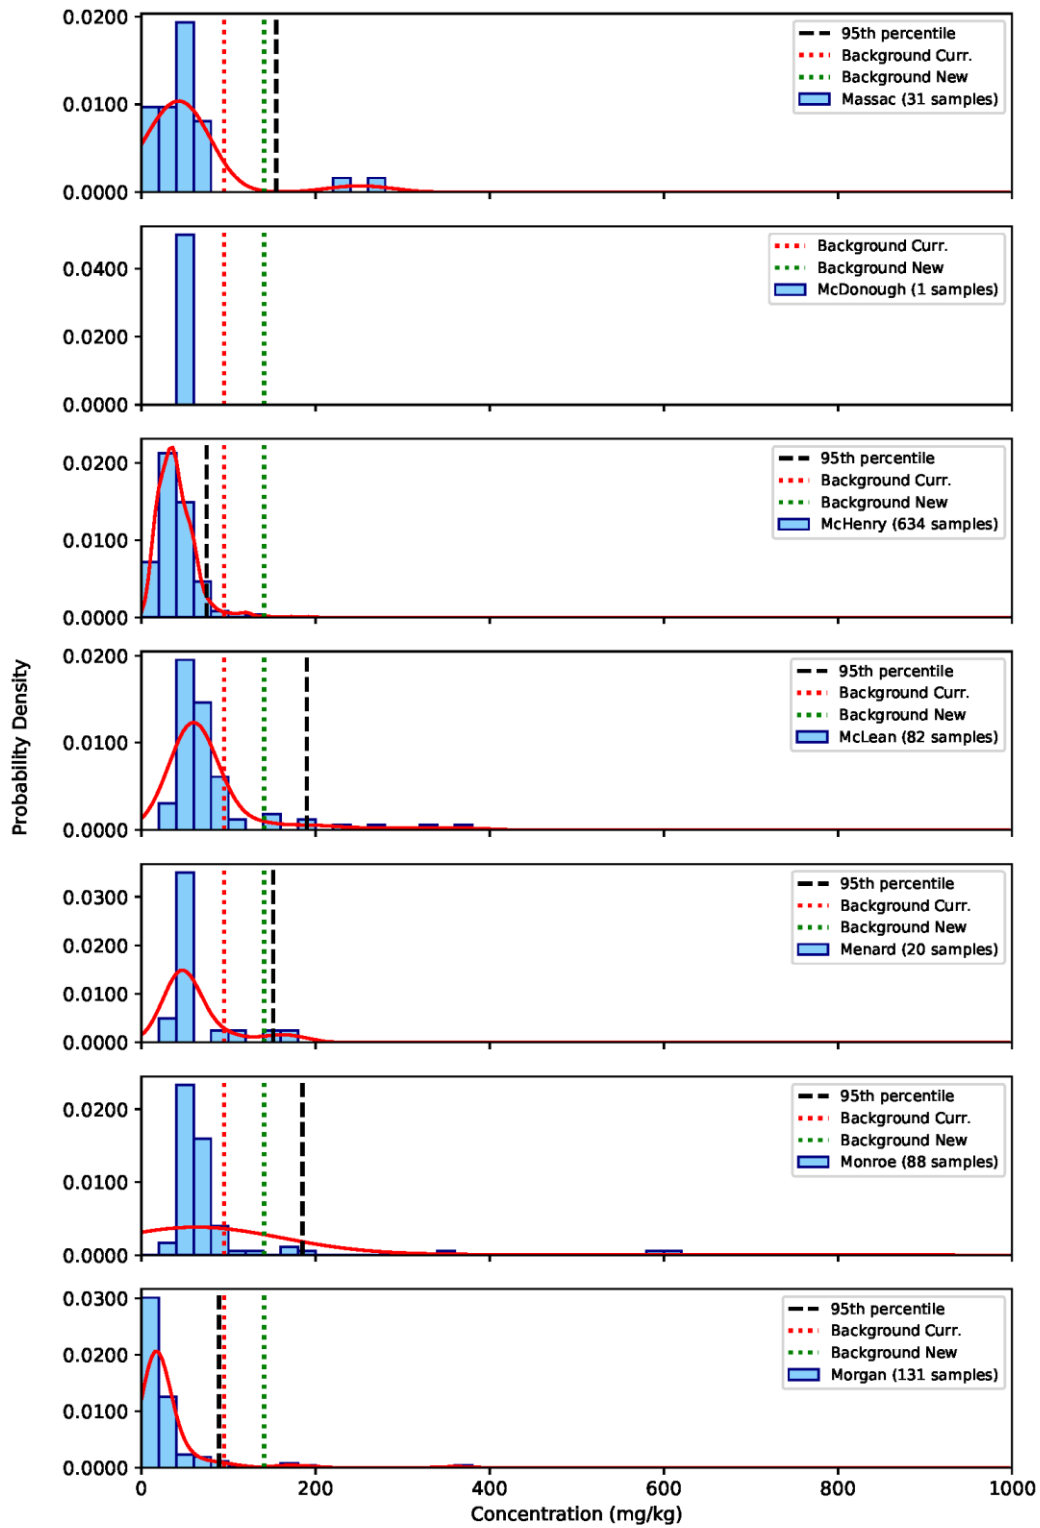 0.0200
0.0100
0.0000
95th percentile
Background Curr.
Background New
Massac (31 samples)
0.0400
0.0200
0.0000
Background Curr.
Background New
McDonough (1 samples)
0.0200
0.0100
0.0000
95th percentile
Background Curr.
Background New
McHenry (634 samples)
Probability Density
0.0200
0.0100
0.0000
95th percentile
Background Curr.
Background New
McLean (82 samples)
0.0300
0.0200
0.0100
0.0000
95th percentile
Background Curr.
Background New
Menard (20 samples)
0.0200
0.0100
0.0000
95th percentile
Background Curr.
Background New
Monroe (88 samples)
0.0300
0.0200
0.0100
0.0000
95th percentile
Background Curr.
Background New
Morgan (131 samples)
0 200 400 600 800 1000
Concentration (mg/kg)